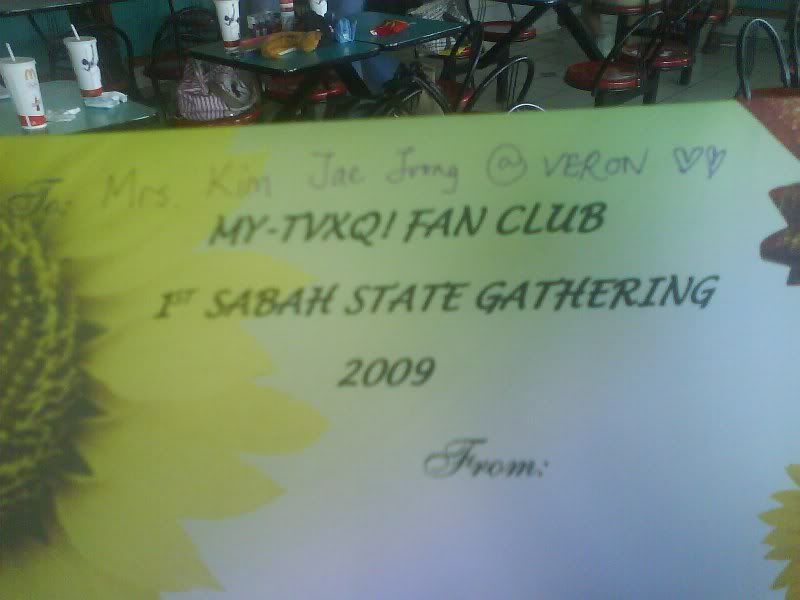 To: Mrs. Kim Jae Joong @ VERON
MY-TVXQ! FAN CLUB
1ST SABAH STATE GATHERING
2009
From: